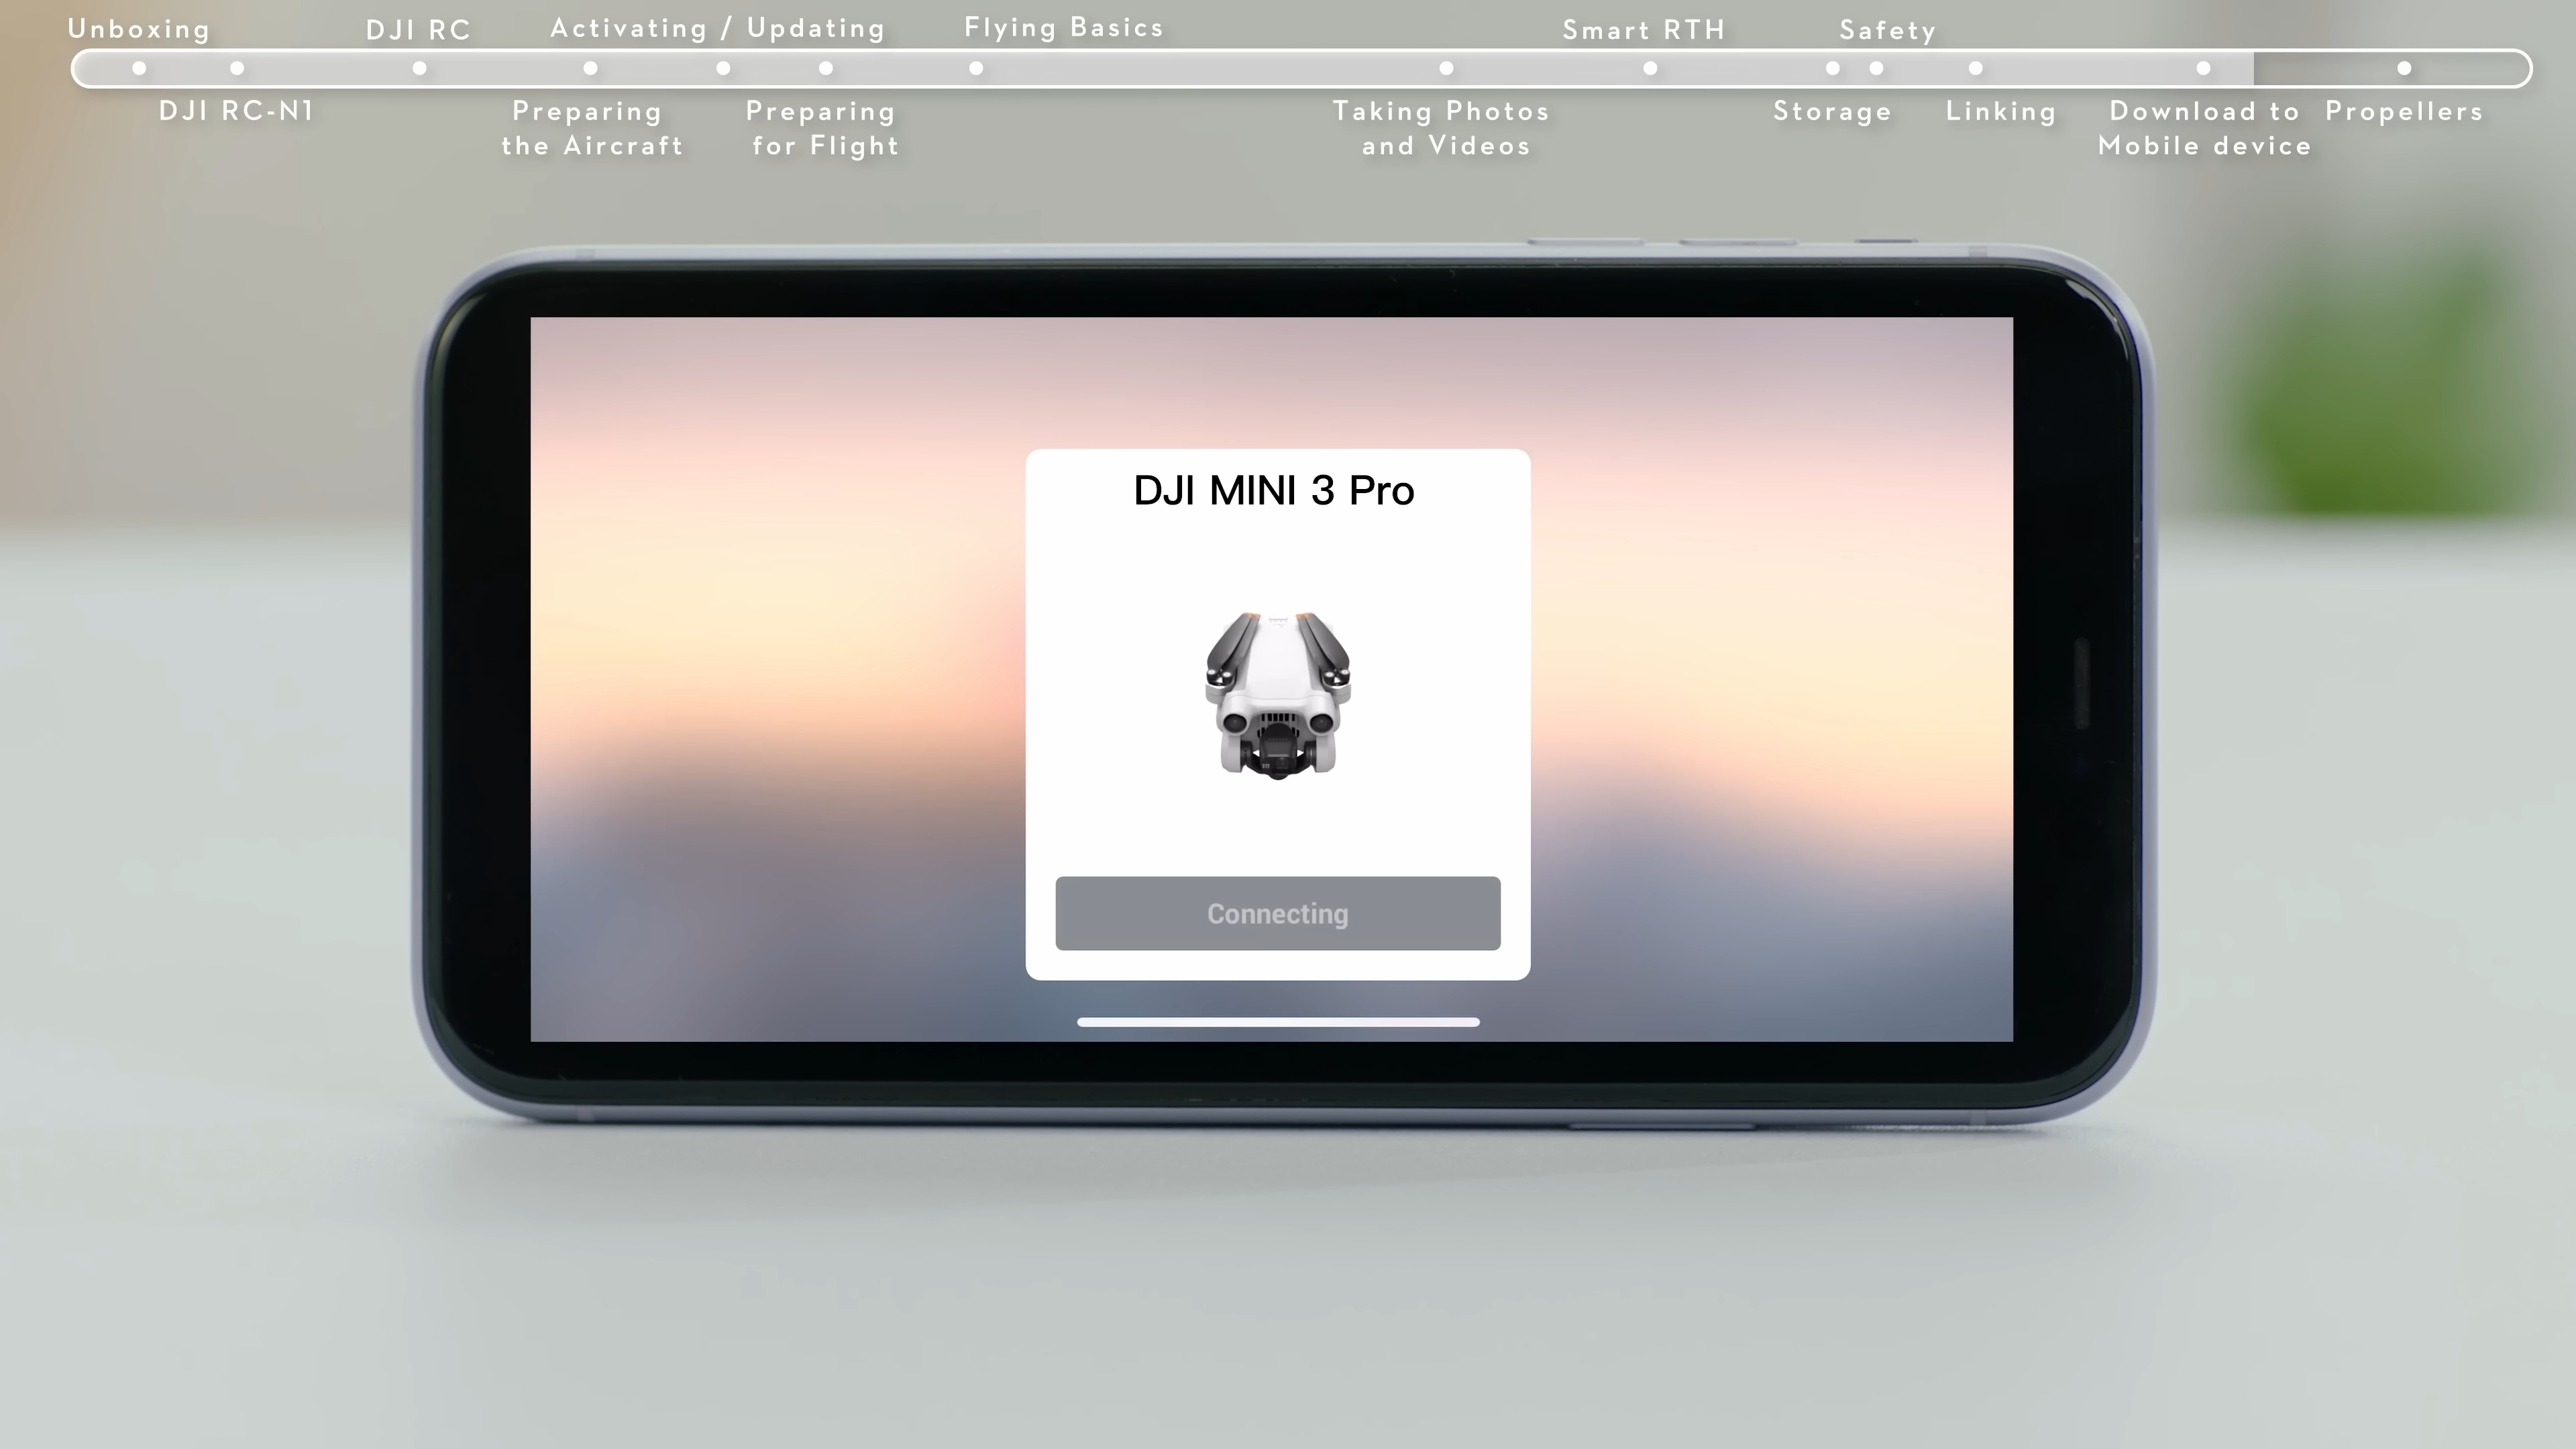 Unboxing
DJI RC
Activating / Updating
Flying Basics
Smart RTH
Safety
DJI RC-N1
Preparing
the Aircraft
Preparing
for Flight
Taking Photos
and Videos
Storage
Linking
Download to
Mobile device
Propellers
DJI MINI 3 Pro
Connecting